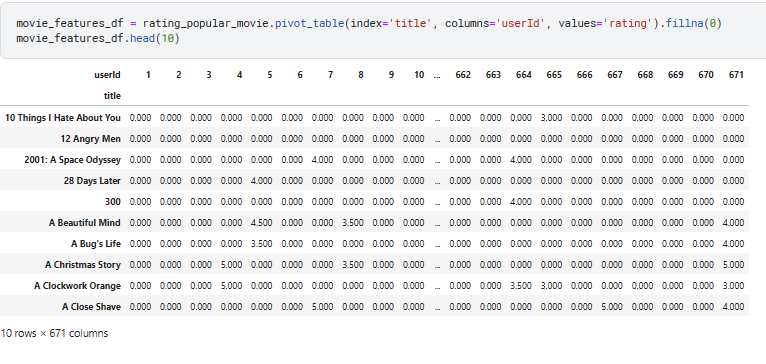 movie_features_df = rating_popular_movie.pivot_table(index='title', columns='userId', values='rating').fillna(0)
movie_features_df.head(10)
userId 1 2 3 4 5 6 7 8 9 10 ... 662 663 664 665 666 667 668 669 670 671
title
10 Things I Hate About You 0.000 0.000 0.000 0.000 0.000 0.000 0.000 0.000 0.000 0.000 ... 0.000 0.000 0.000 3.000 0.000 0.000 0.000 0.000 0.000 0.000
12 Angry Men 0.000 0.000 0.000 0.000 0.000 0.000 0.000 0.000 0.000 0.000 ... 0.000 0.000 0.000 0.000 0.000 0.000 0.000 0.000 0.000 0.000
2001: A Space Odyssey 0.000 0.000 0.000 0.000 0.000 0.000 4.000 0.000 0.000 0.000 ... 0.000 0.000 4.000 0.000 0.000 0.000 0.000 0.000 0.000 0.000
28 Days Later 0.000 0.000 0.000 0.000 4.000 0.000 0.000 0.000 0.000 0.000 ... 0.000 0.000 0.000 0.000 0.000 0.000 0.000 0.000 0.000 0.000
300 0.000 0.000 0.000 0.000 0.000 0.000 0.000 0.000 0.000 0.000 ... 0.000 0.000 4.000 0.000 0.000 0.000 0.000 0.000 0.000 0.000
A Beautiful Mind 0.000 0.000 0.000 0.000 4.500 0.000 0.000 3.500 0.000 0.000 ... 0.000 0.000 0.000 0.000 0.000 0.000 0.000 0.000 0.000 4.000
A Bug's Life 0.000 0.000 0.000 0.000 3.500 0.000 0.000 0.000 0.000 0.000 ... 0.000 0.000 0.000 0.000 0.000 0.000 0.000 0.000 0.000 4.000
A Christmas Story 0.000 0.000 0.000 5.000 0.000 0.000 0.000 3.500 0.000 0.000 ... 0.000 0.000 0.000 0.000 0.000 0.000 0.000 0.000 0.000 5.000
A Clockwork Orange 0.000 0.000 0.000 5.000 0.000 0.000 0.000 0.000 0.000 0.000 ... 0.000 0.000 3.500 3.000 0.000 0.000 0.000 0.000 0.000 3.000
A Close Shave 0.000 0.000 0.000 0.000 0.000 0.000 5.000 0.000 0.000 0.000 ... 0.000 0.000 0.000 0.000 0.000 5.000 0.000 0.000 0.000 4.000
10 rows × 671 columns